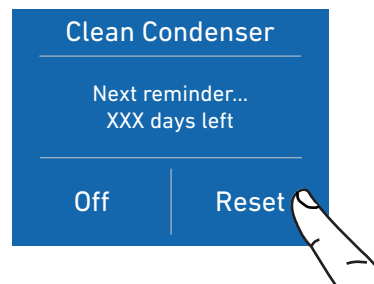 Clean Condenser
Next reminder...
XXX days left
Off
Reset